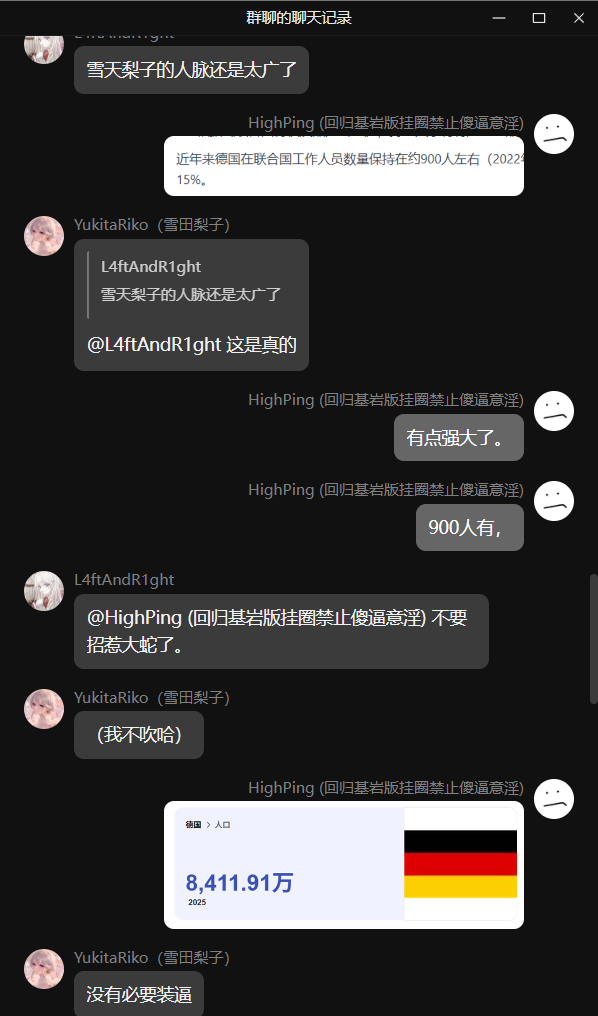 群聊的聊天记录
L4ftAndR1ght
雪天梨子的人脉还是太广了
HighPing (回归基岩版挂圈禁止傻逼意淫)
近年来德国在联合国工作人员数量保持在约900人左右（2022年
15%。
YukitaRiko（雪田梨子）
L4ftAndR1ght
雪天梨子的人脉还是太广了
@L4ftAndR1ght 这是真的
HighPing (回归基岩版挂圈禁止傻逼意淫)
有点强大了。
HighPing (回归基岩版挂圈禁止傻逼意淫)
900人有，
L4ftAndR1ght
@HighPing (回归基岩版挂圈禁止傻逼意淫) 不要
招惹大蛇了。
YukitaRiko（雪田梨子）
（我不吹哈）
HighPing (回归基岩版挂圈禁止傻逼意淫)
德国 > 人口
8,411.91万
2025
YukitaRiko（雪田梨子）
没有必要装逼